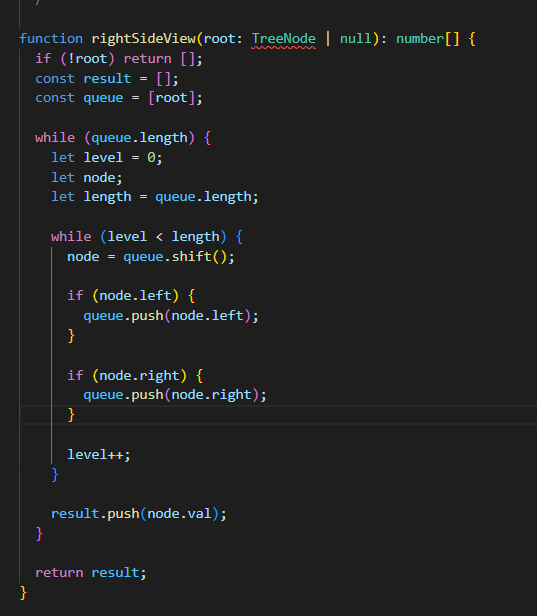 /
function rightSideView(root: TreeNode | null): number[] {
  if (!root) return [];
  const result = [];
  const queue = [root];

  while (queue.length) {
    let level = 0;
    let node;
    let length = queue.length;

    while (level < length) {
      node = queue.shift();

      if (node.left) {
        queue.push(node.left);
      }

      if (node.right) {
        queue.push(node.right);
      }

      level++;
    }

    result.push(node.val);
  }

  return result;
}